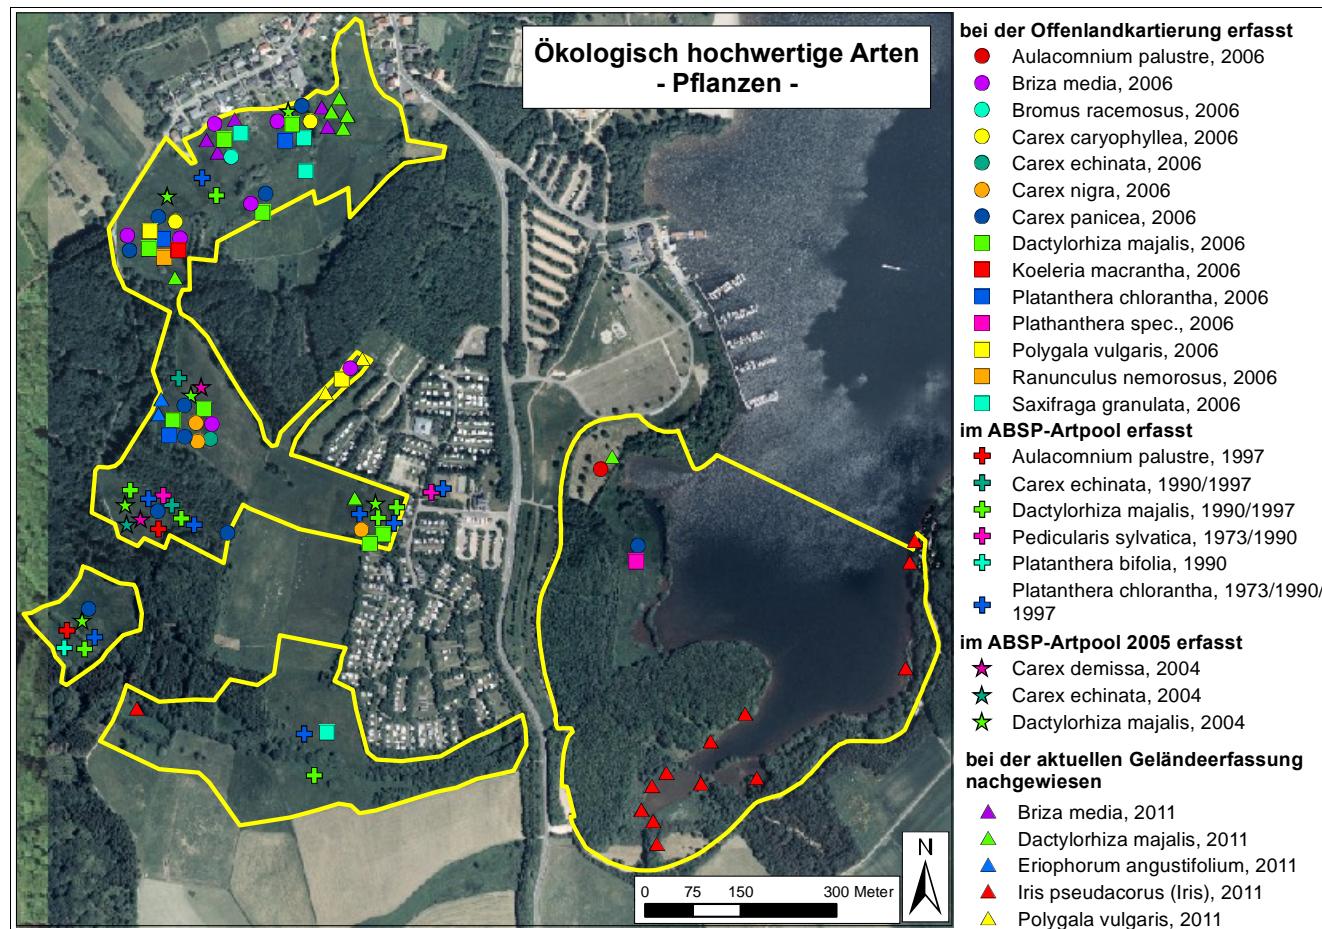 Ökologisch hochwertige Arten
- Pflanzen -
bei der Offenlandkartierung erfasst
Aulacomnium palustre, 2006
Briza media, 2006
Bromus racemosus, 2006
Carex caryophyllea, 2006
Carex echinata, 2006
Carex nigra, 2006
Carex panicea, 2006
Dactylorhiza majalis, 2006
Koeleria macrantha, 2006
Platanthera chlorantha, 2006
Plathanthera spec., 2006
Polygala vulgaris, 2006
Ranunculus nemorosus, 2006
Saxifraga granulata, 2006
im ABSP-Artpool erfasst
Aulacomnium palustre, 1997
Carex echinata, 1990/1997
Dactylorhiza majalis, 1990/1997
Pedicularis sylvatica, 1973/1990
Platanthera bifolia, 1990
Platanthera chlorantha, 1973/1990/
1997
im ABSP-Artpool 2005 erfasst
Carex demissa, 2004
Carex echinata, 2004
Dactylorhiza majalis, 2004
bei der aktuellen Geländeerfassung
nachgewiesen
Briza media, 2011
Dactylorhiza majalis, 2011
Eriophorum angustifolium, 2011
Iris pseudacorus (Iris), 2011
Polygala vulgaris, 2011
0 75 150 300 Meter
N